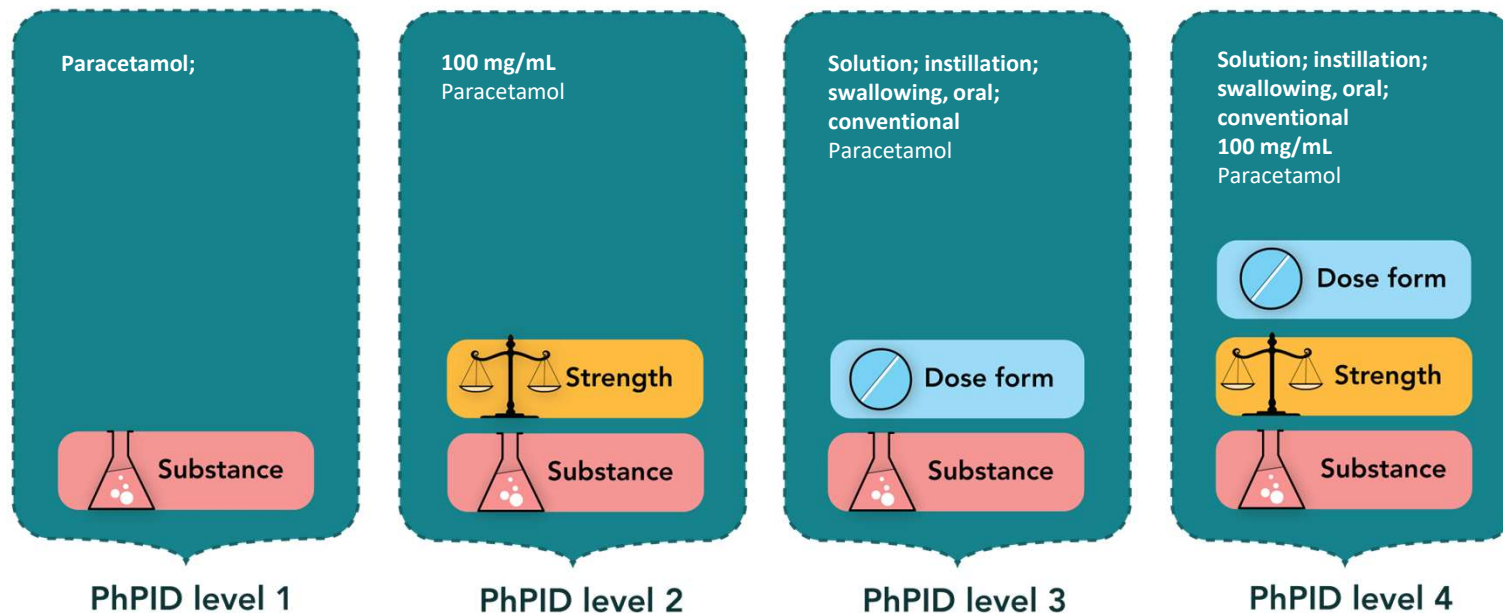 Paracetamol;
Substance
PhPID level 1
100 mg/mL
Paracetamol
Strength
Substance
PhPID level 2
Solution; instillation;
swallowing, oral;
conventional
Paracetamol
Dose form
Substance
PhPID level 3
Solution; instillation;
swallowing, oral;
conventional
100 mg/mL
Paracetamol
Dose form
Strength
Substance
PhPID level 4